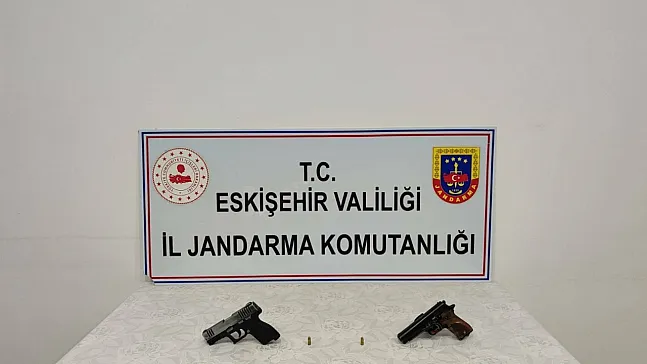 T.C.
ESKİŞEHİR VALİLİĞİ
İL JANDARMA KOMUTANLIĞI
JANDARMA